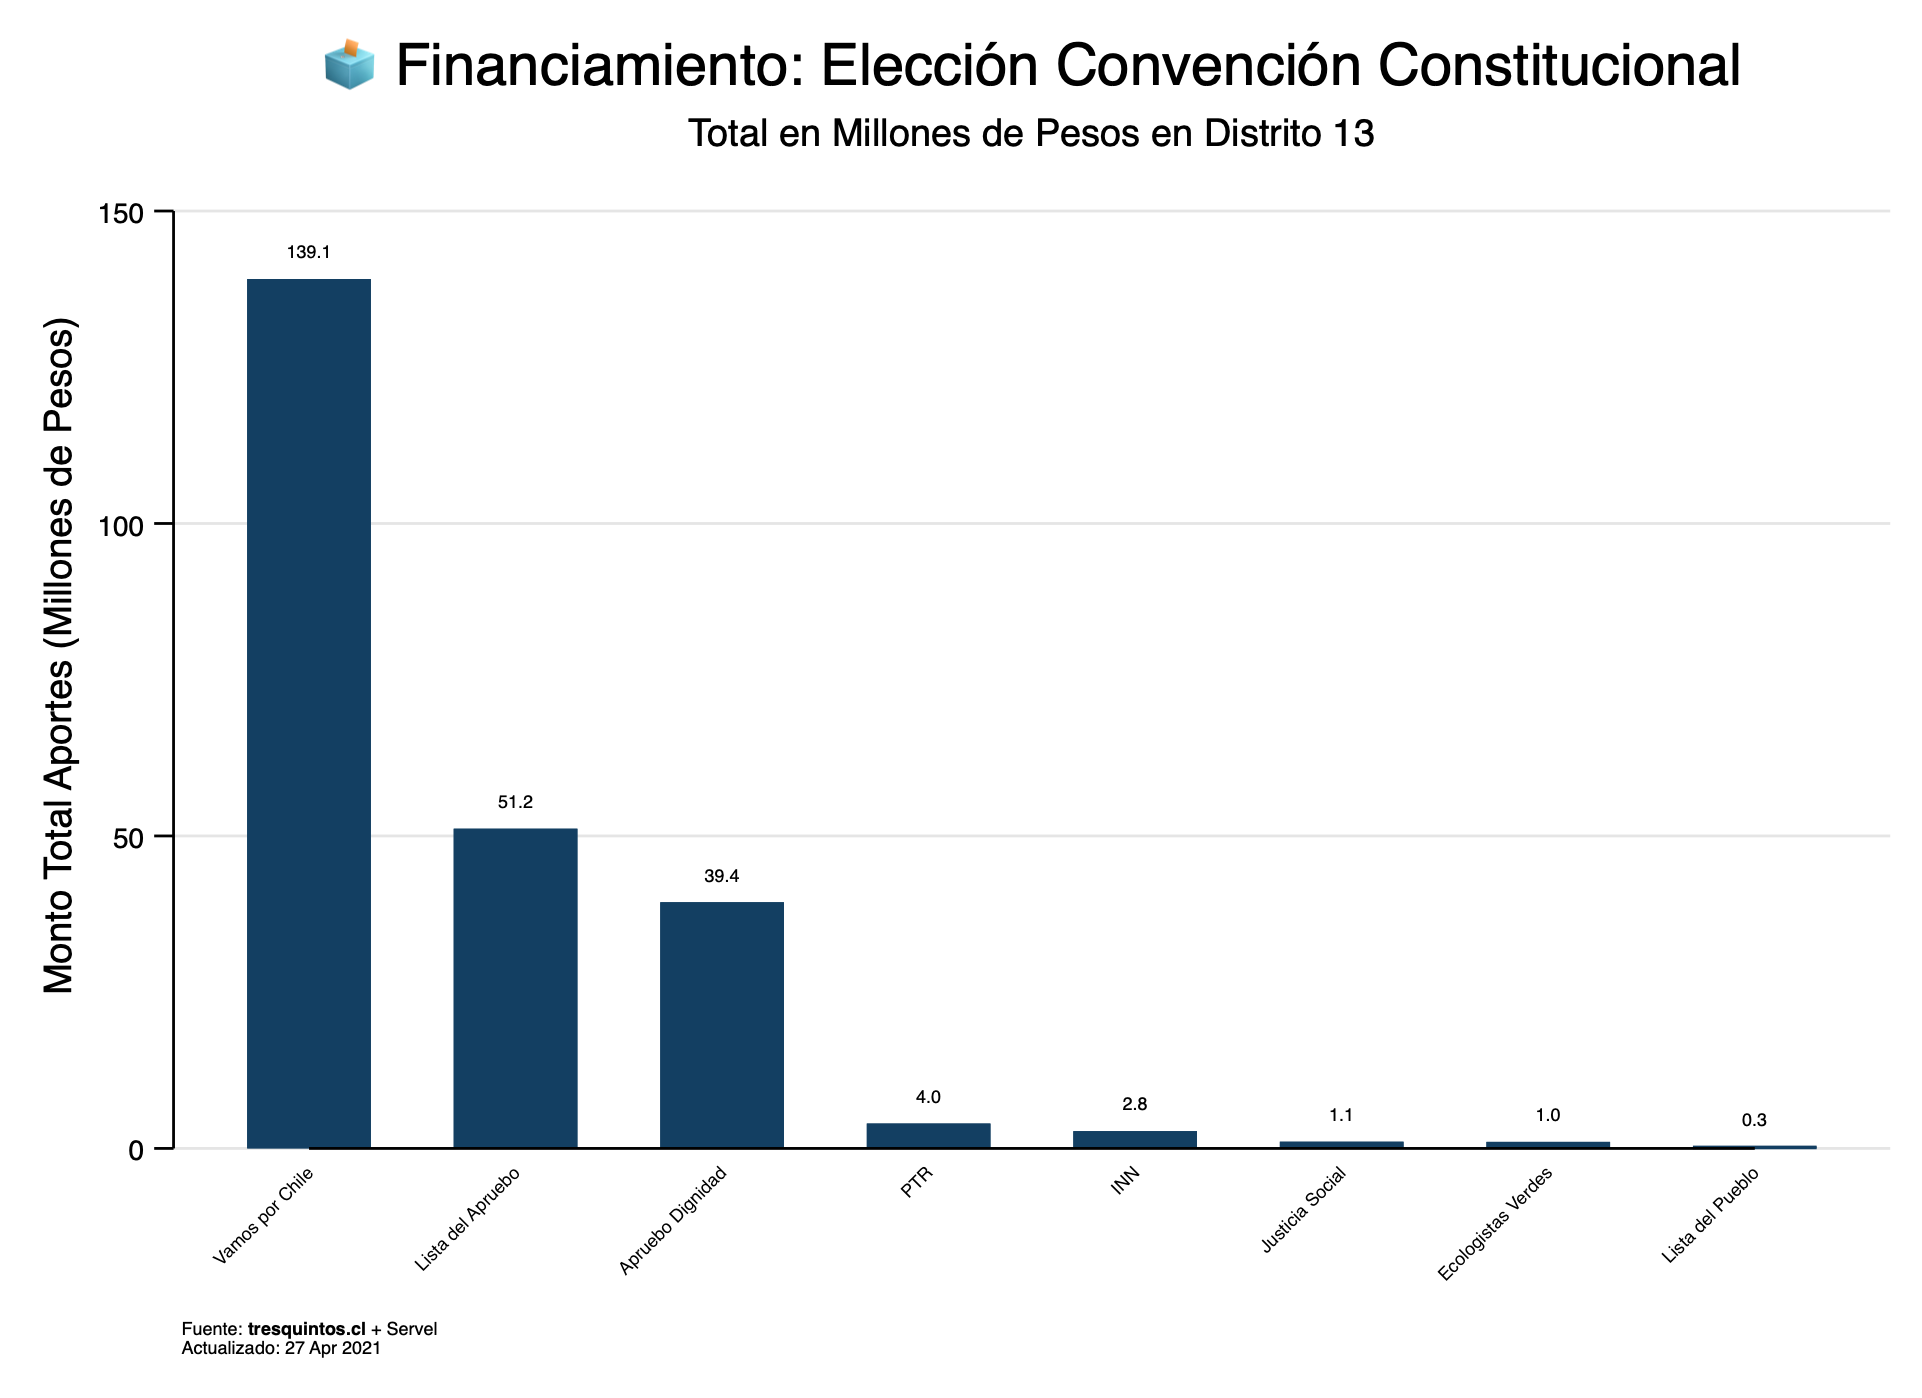 Financiamiento: Elección Convención Constitucional
Total en Millones de Pesos en Distrito 13
Monto Total Aportes (Millones de Pesos)
150
100
50
0
139.1
51.2
39.4
4.0
2.8
1.1
1.0
0.3
Vamos por Chile
Lista del Apruebo
Apruebo Dignidad
PTR
INN
Justicia Social
Ecologistas Verdes
Lista del Pueblo
Fuente: tresquintos.cl + Servel
Actualizado: 27 Apr 2021